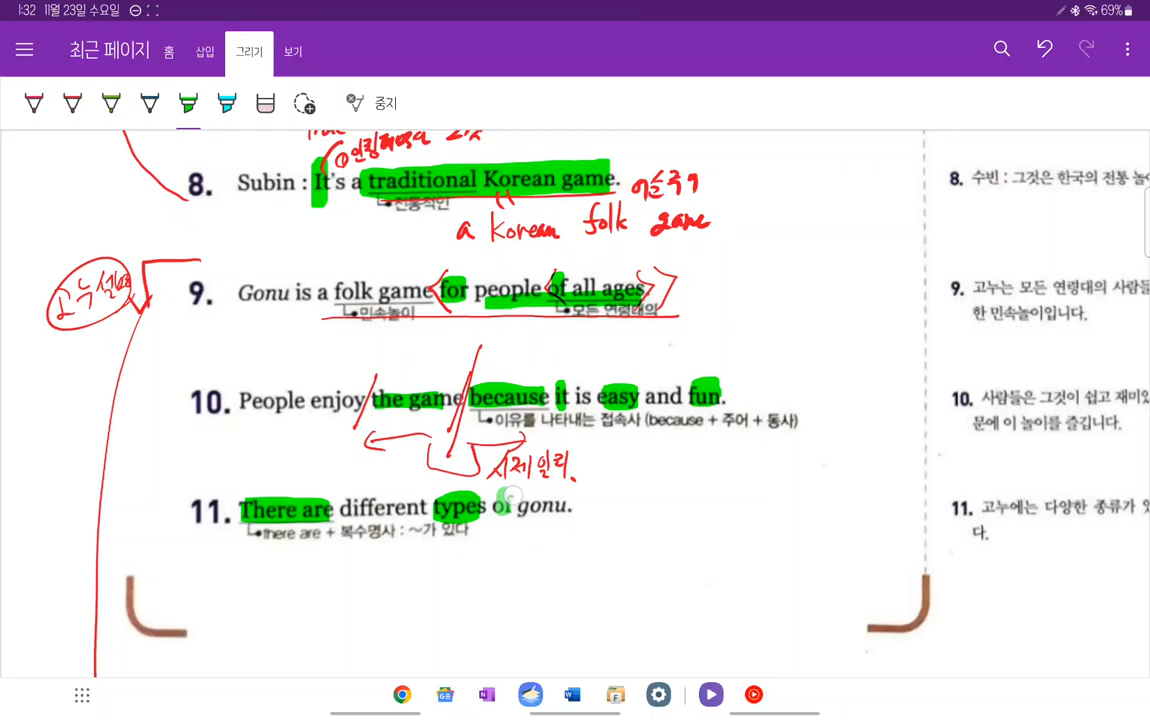 1:32 11월 23일 수요일 69%
최근 페이지 홈 삽입 그리기 보기
중지
8. Subin : It's a traditional Korean game. 어순주의
전통적인
a Korean folk game
8. 수빈 : 그것은 한국의 전통 놀
9. Gonu is a folk game for people of all ages
민속놀이 모든 연령대의
9. 고누는 모든 연령대의 사람들
한 민속놀이입니다.
10. People enjoy the game because it is easy and fun.
이유를 나타내는 접속사 (because + 주어 + 동사)
시제일치.
10. 사람들은 그것이 쉽고 재미있
문에 이 놀이를 즐깁니다.
11. There are different types of gonu.
there are + 복수명사 : ~가 있다
11. 고누에는 다양한 종류가 있
다.